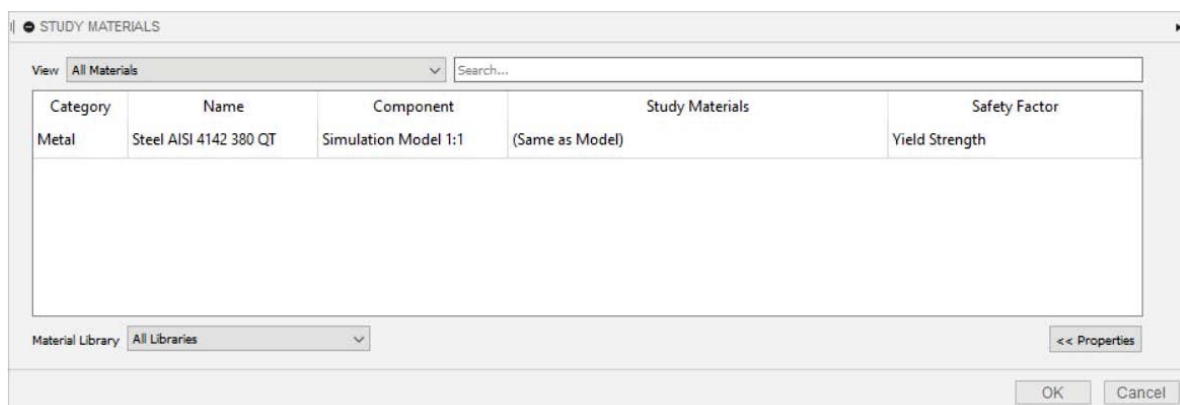 STUDY MATERIALS
View All Materials Search...
Category Name Component Study Materials Safety Factor
Metal Steel AISI 4142 380 QT Simulation Model 1:1 (Same as Model) Yield Strength
Material Library All Libraries << Properties
OK Cancel